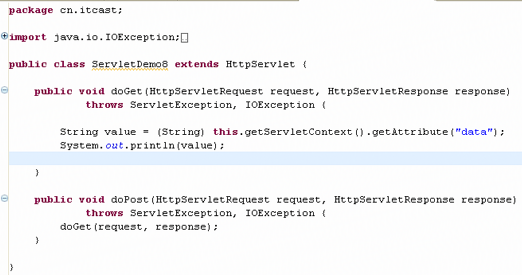 package cn.itcast;
import java.io.IOException;
public class ServletDemo8 extends HttpServlet {
public void doGet(HttpServletRequest request, HttpServletResponse response)
throws ServletException, IOException {
String value = (String) this.getServletContext().getAttribute("data");
System.out.println(value);
}
public void doPost(HttpServletRequest request, HttpServletResponse response)
throws ServletException, IOException {
doGet(request, response);
}
}